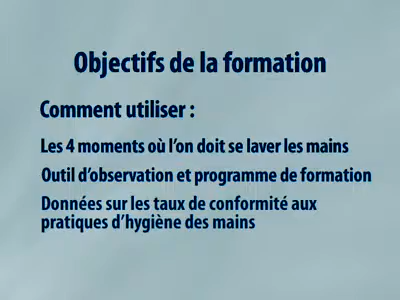 Objectifs de la formation
Comment utiliser :
Les 4 moments où l'on doit se laver les mains
Outil d'observation et programme de formation
Données sur les taux de conformité aux
pratiques d'hygiène des mains